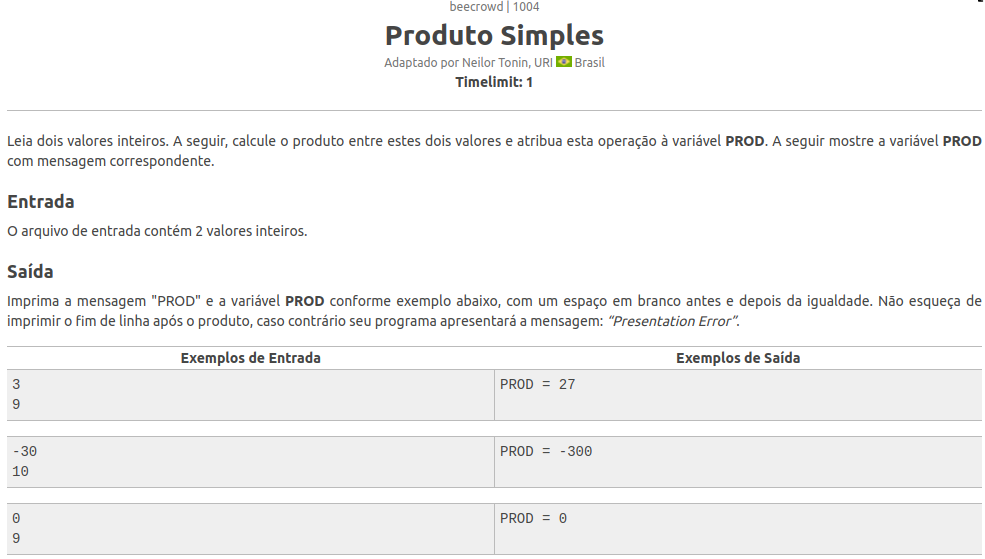 beecrowd | 1004
Produto Simples
Adaptado por Neilor Tonin, URI Brasil
Timelimit: 1
Leia dois valores inteiros. A seguir, calcule o produto entre estes dois valores e atribua esta operação à variável PROD. A seguir mostre a variável PROD
com mensagem correspondente.
Entrada
O arquivo de entrada contém 2 valores inteiros.
Saída
Imprima a mensagem "PROD" e a variável PROD conforme exemplo abaixo, com um espaço em branco antes e depois da igualdade. Não esqueça de
imprimir o fim de linha após o produto, caso contrário seu programa apresentará a mensagem: “Presentation Error”.
Exemplos de Entrada Exemplos de Saída
3 PROD = 27
9
-30 PROD = -300
10
0 PROD = 0
9